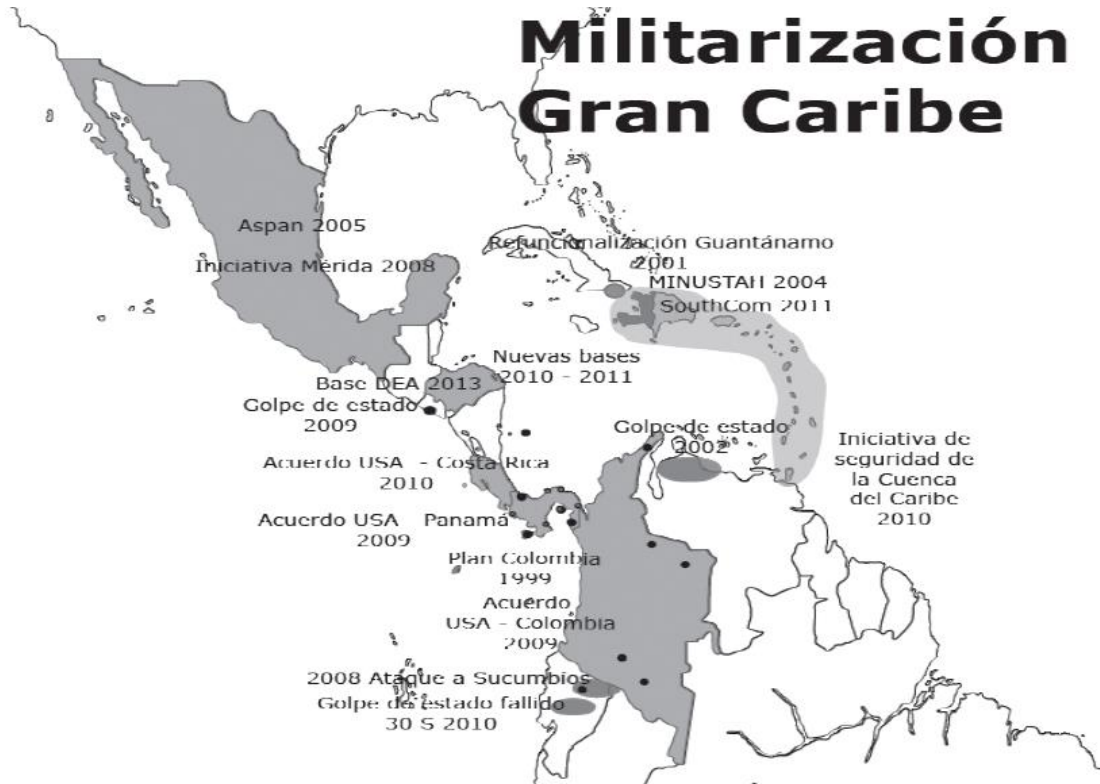 Militarización
Gran Caribe
Aspan 2005
Refuncionalización Guantánamo
2001
Iniciativa Mérida 2008
MINUSTAH 2004
SouthCom 2011
Nuevas bases
2010 - 2011
Base DEA 2013
Golpe de estado
2009
Golpe de estado
2002
Iniciativa de
seguridad de
la Cuenca
del Caribe
2010
Acuerdo USA - Costa Rica
2010
Acuerdo USA Panamá
2009
Plan Colombia
1999
Acuerdo
USA - Colombia
2009
2008 Ataque a Sucumbios
Golpe de estado fallido
30 S 2010